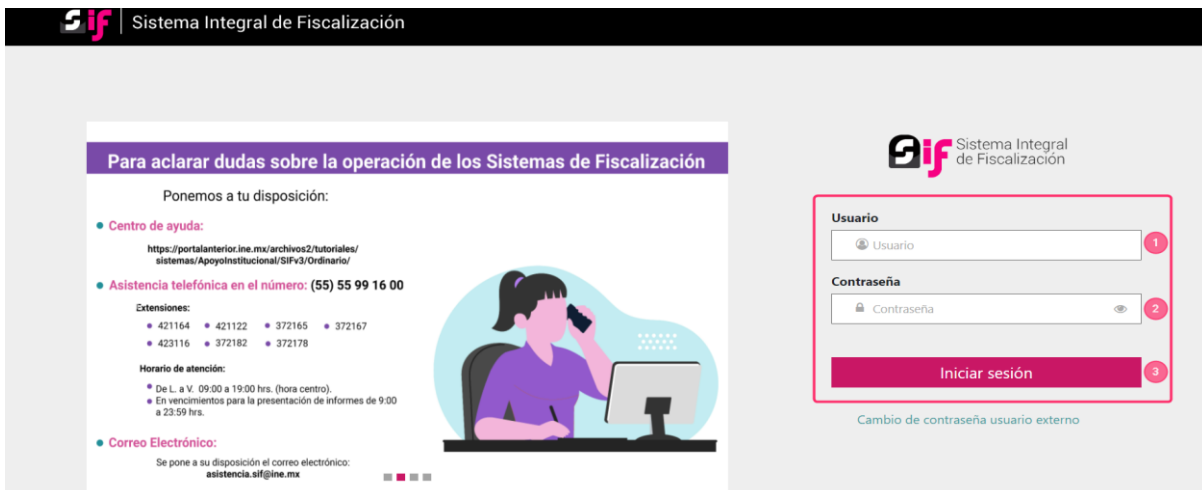 Sif Sistema Integral de Fiscalización
Para aclarar dudas sobre la operación de los Sistemas de Fiscalización
Ponemos a tu disposición:
Centro de ayuda:
https://portalanterior.ine.mx/archivos2/tutoriales/
sistemas/ApoyoInstitucional/SIFv3/Ordinario/
Asistencia telefónica en el número: (55) 55 99 16 00
Extensiones:
421164 421122 372165 372167
423116 372182 372178
Horario de atención:
De L. a V. 09:00 a 19:00 hrs. (hora centro).
En vencimientos para la presentación de informes de 9:00
a 23:59 hrs.
Correo Electrónico:
Se pone a su disposición el correo electrónico:
asistencia.sif@ine.mx
Sif Sistema Integral
de Fiscalización
Usuario
Usuario
1
Contraseña
Contraseña
2
Iniciar sesión
3
Cambio de contraseña usuario externo